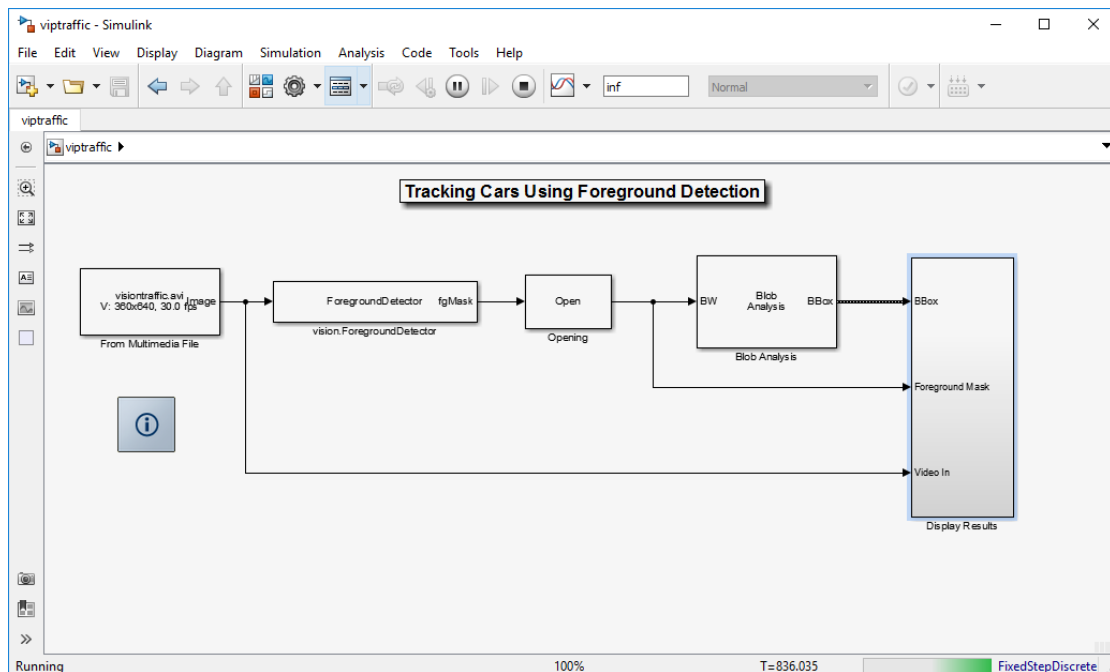 viptraffic - Simulink
File Edit View Display Diagram Simulation Analysis Code Tools Help
inf Normal
viptraffic
viptraffic
Tracking Cars Using Foreground Detection
visiontraffic.avi
V: 360x640, 30.0 fps
Image
From Multimedia File
ForegroundDetector fgMask
vision.ForegroundDetector
Open
Opening
BW Blob Analysis BBox
Blob Analysis
BBox
Foreground Mask
Video In
Display Results
Running 100% T=836.035 FixedStepDiscrete